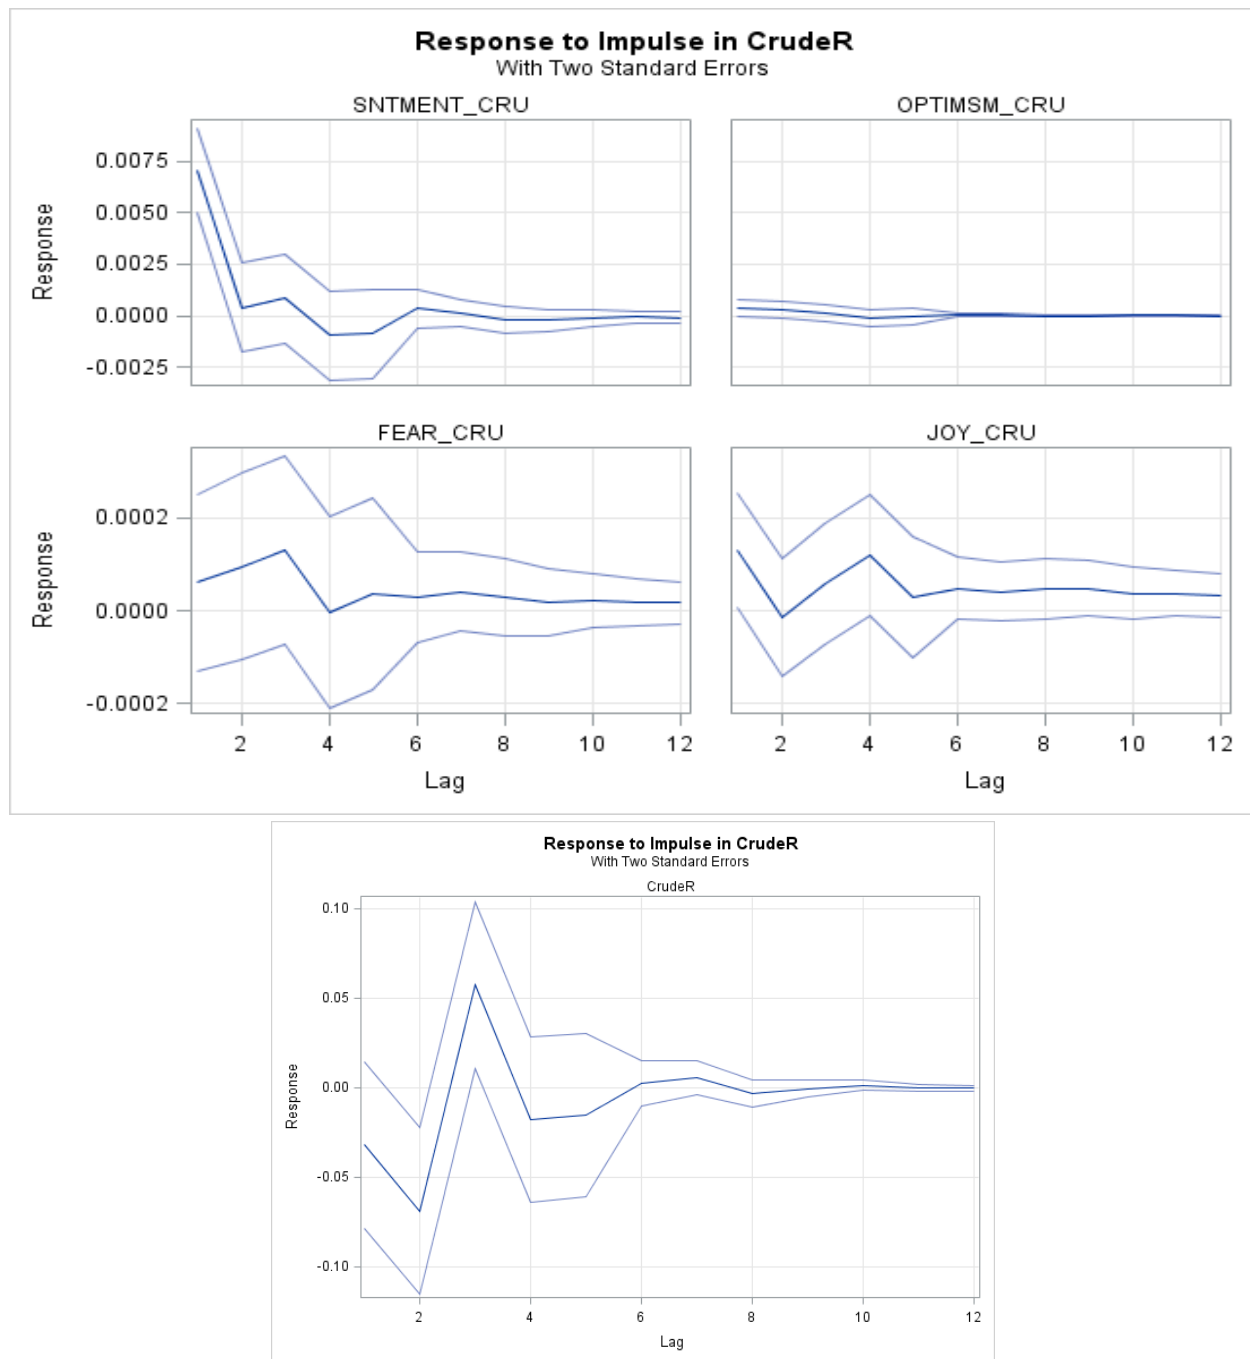 Response to Impulse in CrudeR
With Two Standard Errors
SNTMENT_CRU OPTIMSM_CRU
Response
0.0075
0.0050
0.0025
0.0000
-0.0025
FEAR_CRU JOY_CRU
Response
0.0002
0.0000
-0.0002
2 4 6 8 10 12 2 4 6 8 10 12
Lag Lag
Response to Impulse in CrudeR
With Two Standard Errors
CrudeR
Response
0.10
0.05
0.00
-0.05
-0.10
2 4 6 8 10 12
Lag